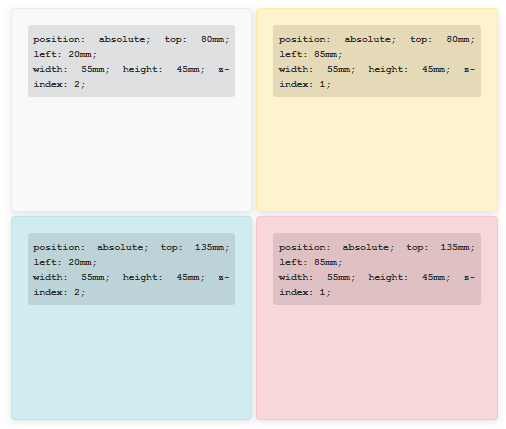 position: absolute; top: 80mm;
left: 20mm;
width: 55mm; height: 45mm; z-
index: 2;
position: absolute; top: 80mm;
left: 85mm;
width: 55mm; height: 45mm; z-
index: 1;
position: absolute; top: 135mm;
left: 20mm;
width: 55mm; height: 45mm; z-
index: 2;
position: absolute; top: 135mm;
left: 85mm;
width: 55mm; height: 45mm; z-
index: 1;